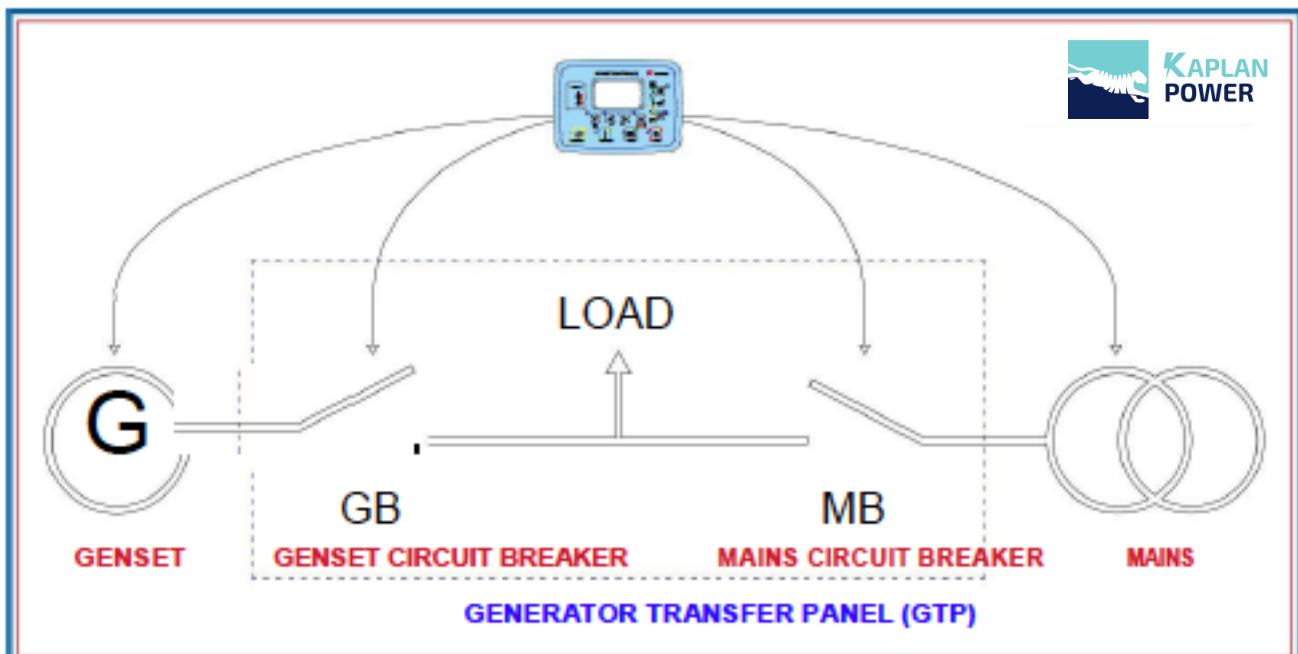 KAPLAN
POWER
LOAD
G
GB
MB
GENSET
GENSET CIRCUIT BREAKER
MAINS CIRCUIT BREAKER
MAINS
GENERATOR TRANSFER PANEL (GTP)